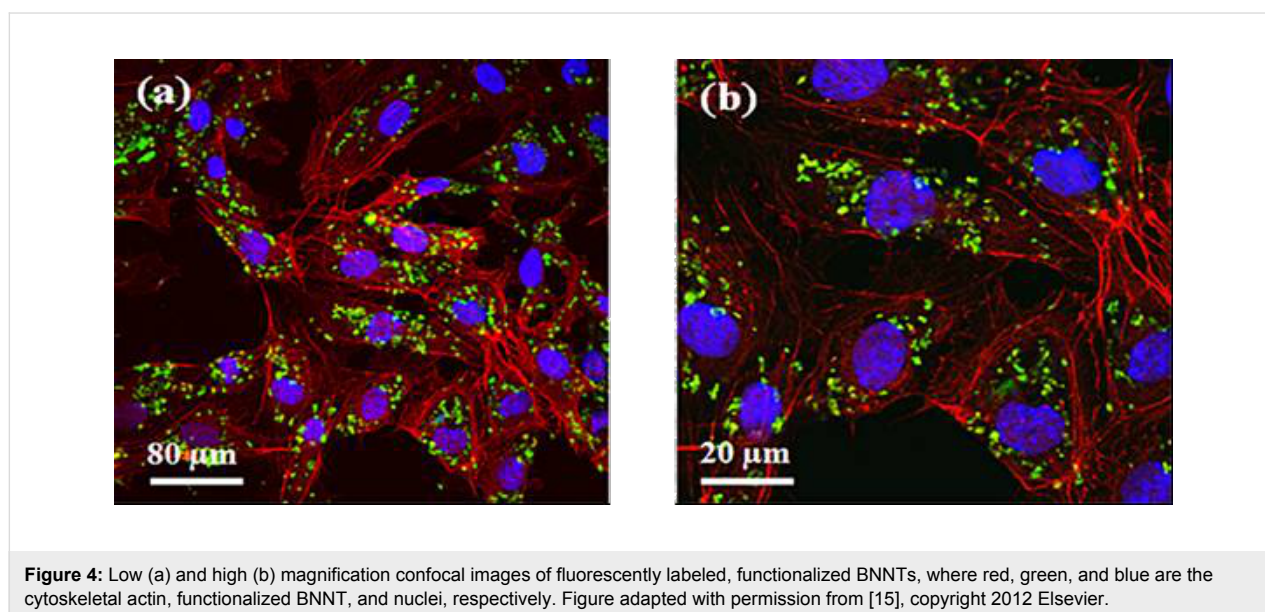 (a)
(b)
80 µm
20 µm
Figure 4: Low (a) and high (b) magnification confocal images of fluorescently labeled, functionalized BNNTs, where red, green, and blue are the
cytoskeletal actin, functionalized BNNT, and nuclei, respectively. Figure adapted with permission from [15], copyright 2012 Elsevier.